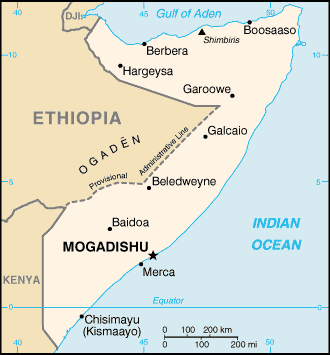 45
Gulf of Aden
50
DJI.
Boosaaso
Shimbiris
Berbera
10
10
Hargeysa
Garoowe
ETHIOPIA
OGADĒN
Galcaio
Provisional Administrative Line
5
5
Beledweyne
Baidoa
INDIAN
OCEAN
MOGADISHU
KENYA
Merca
Equator
0
0
Chisimayu
(Kismaayo)
0 100 200 km
0 100 200 mi
45
50